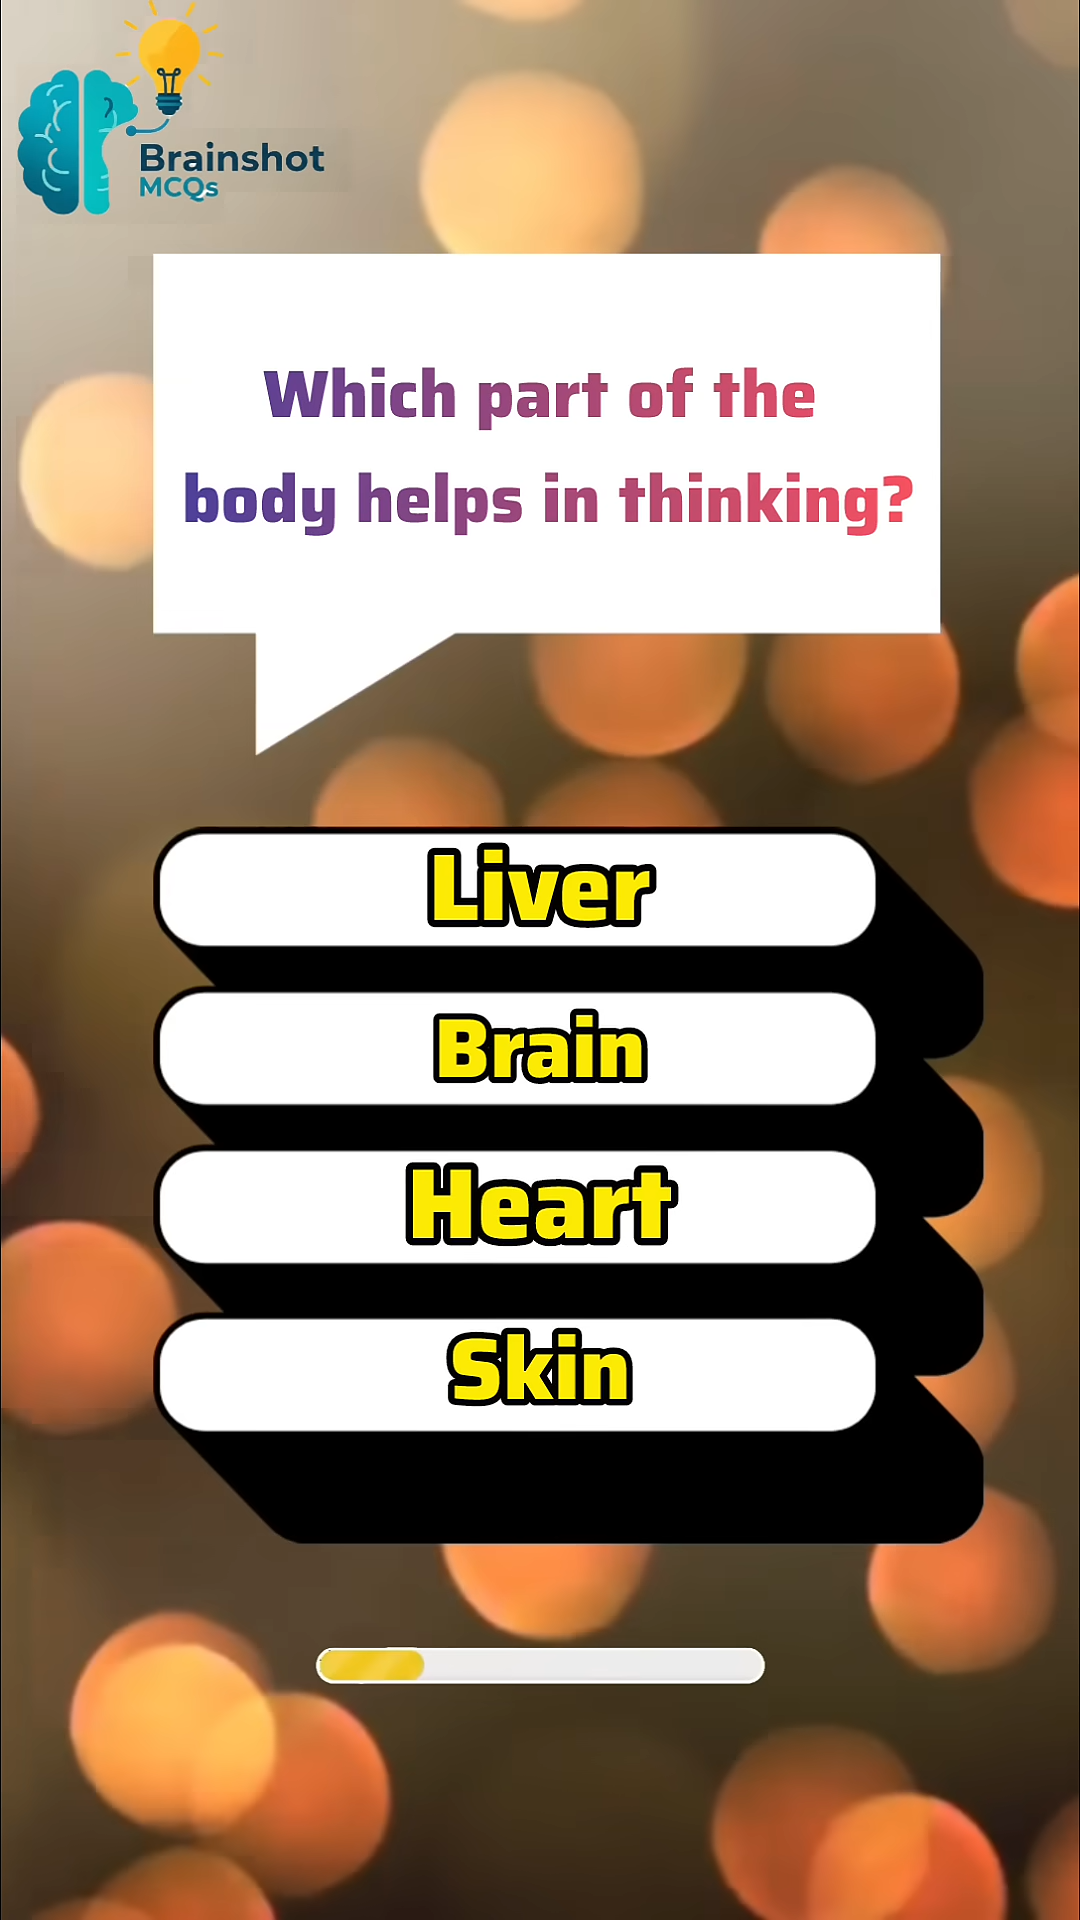 Brainshot
MCQs
Which part of the
body helps in thinking?
Liver
Brain
Heart
Skin